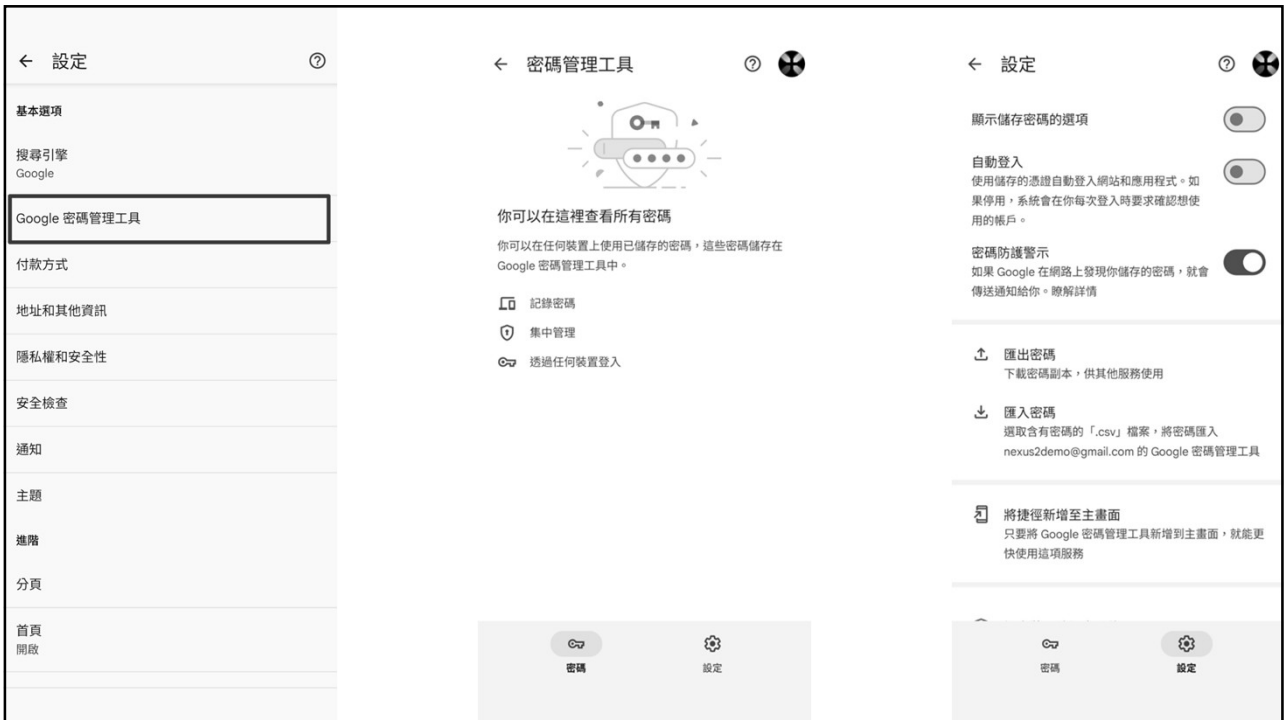 設定
基本選項
搜尋引擎
Google
Google 密碼管理工具
付款方式
地址和其他資訊
隱私權和安全性
安全檢查
通知
主題
進階
分頁
首頁
開啟
密碼管理工具
你可以在這裡查看所有密碼
你可以在任何裝置上使用已儲存的密碼，這些密碼儲存在
Google 密碼管理工具中。
記錄密碼
集中管理
透過任何裝置登入
密碼
設定
設定
顯示儲存密碼的選項
自動登入
使用儲存的憑證自動登入網站和應用程式。如
果停用，系統會在你每次登入時要求確認想使
用的帳戶。
密碼防護警示
如果 Google 在網路上發現你儲存的密碼，就會
傳送通知給你。瞭解詳情
匯出密碼
下載密碼副本，供其他服務使用
匯入密碼
選取含有密碼的「.csv」檔案，將密碼匯入
nexus2demo@gmail.com 的 Google 密碼管理工具
將捷徑新增至主畫面
只要將 Google 密碼管理工具新增到主畫面，就能更
快使用這項服務
密碼
設定